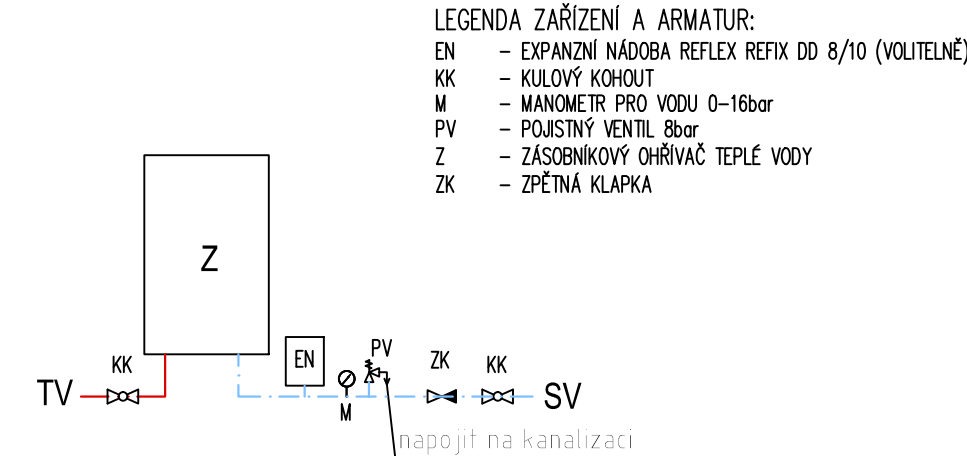 LEGENDA ZAŘÍZENÍ A ARMATUR:
EN – EXPANZNÍ NÁDOBA REFLEX REFIX DD 8/10 (VOLITELNĚ)
KK – KULOVÝ KOHOUT
M – MANOMETR PRO VODU 0–16bar
PV – POJISTNÝ VENTIL 8bar
Z – ZÁSOBNÍKOVÝ OHŘÍVAČ TEPLÉ VODY
ZK – ZPĚTNÁ KLAPKA
Z
EN
PV
KK
ZK
KK
TV
M
SV
napojit na kanalizaci